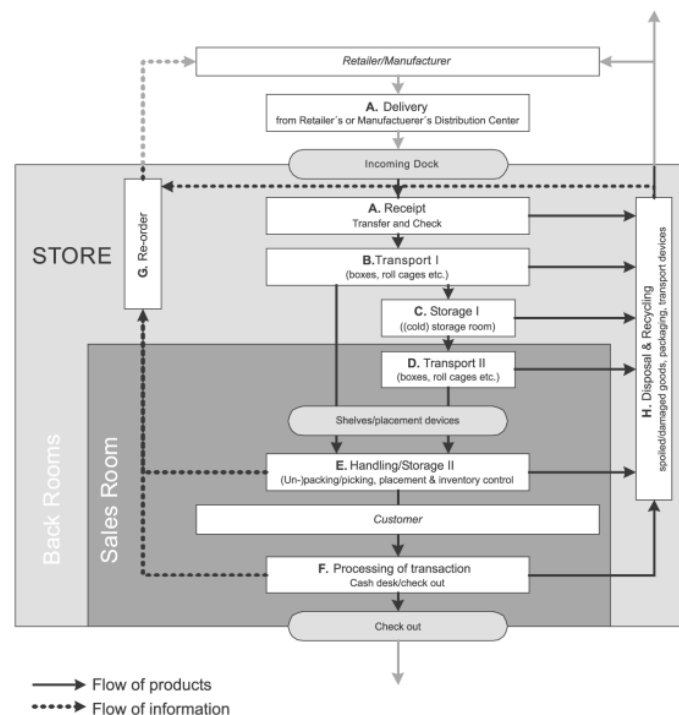 Retailer/Manufacturer
A. Delivery
from Retailer´s or Manufactuerer´s Distribution Center
Incoming Dock
A. Receipt
Transfer and Check
STORE
G. Re-order
B.Transport I
(boxes, roll cages etc.)
C. Storage I
((cold) storage room)
D. Transport II
(boxes, roll cages etc.)
H. Disposal & Recycling
spoiled/damaged goods, packaging, transport devices
Shelves/placement devices
Back Rooms
Sales Room
E. Handling/Storage II
(Un-)packing/picking, placement & inventory control
Customer
F. Processing of transaction
Cash desk/check out
Check out
Flow of products
Flow of information